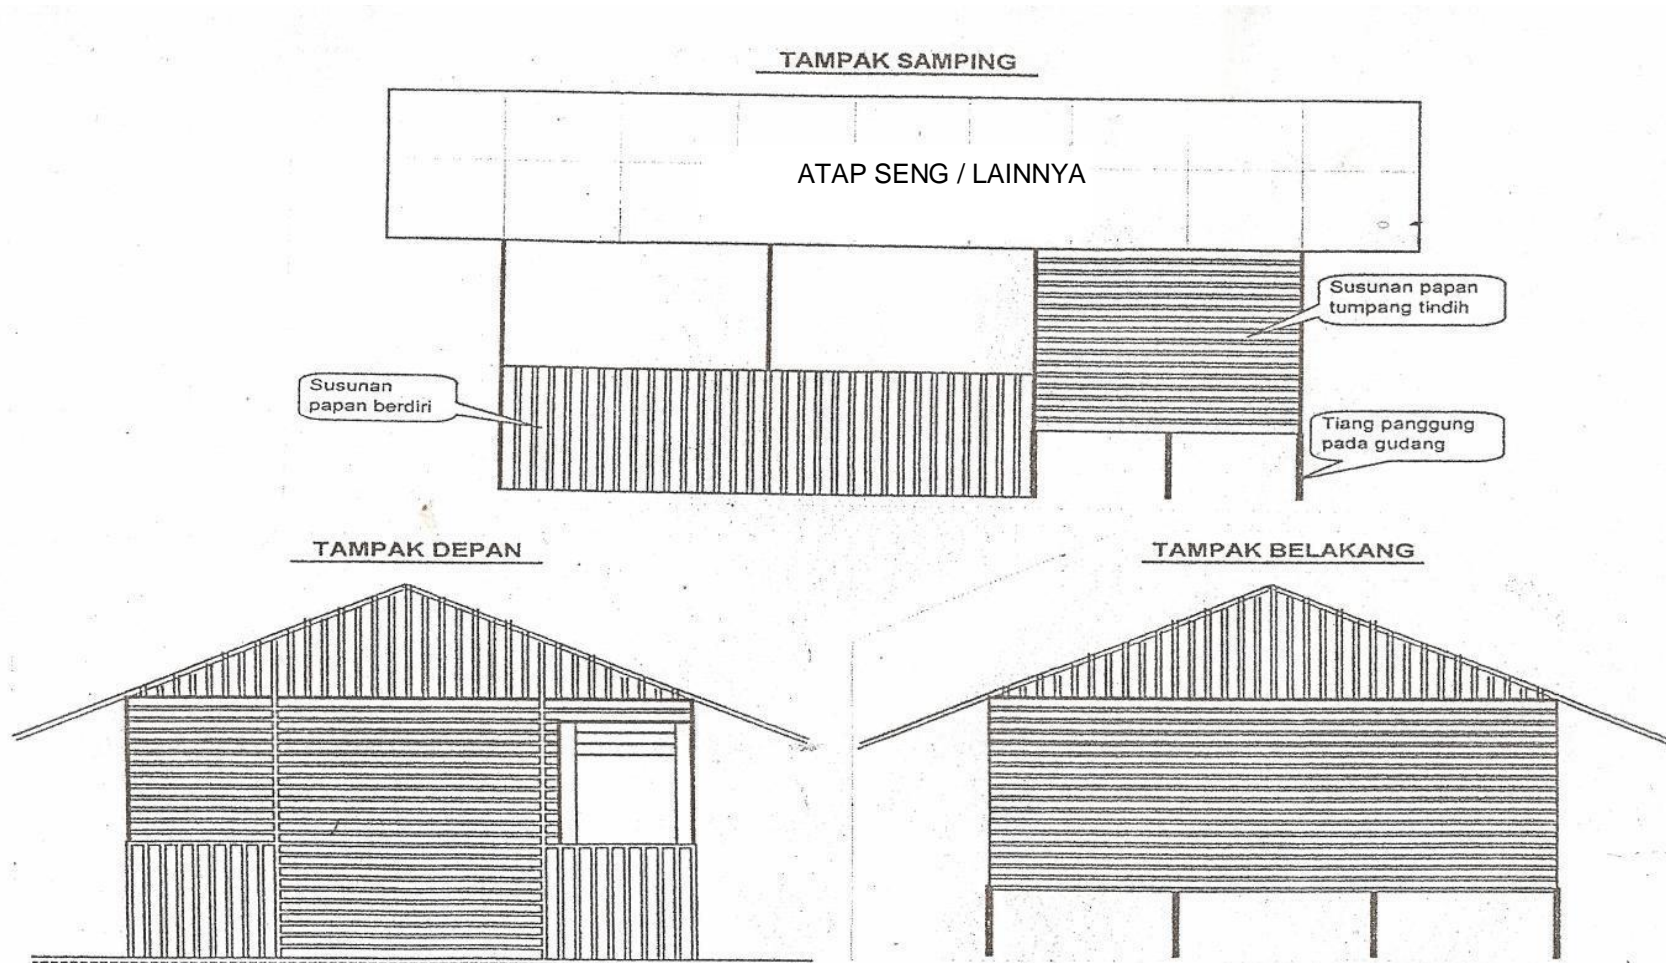 TAMPAK SAMPING
ATAP SENG / LAINNYA
Susunan papan
tumpang tindih
Susunan
papan berdiri
Tiang panggung
pada gudang
TAMPAK DEPAN
TAMPAK BELAKANG